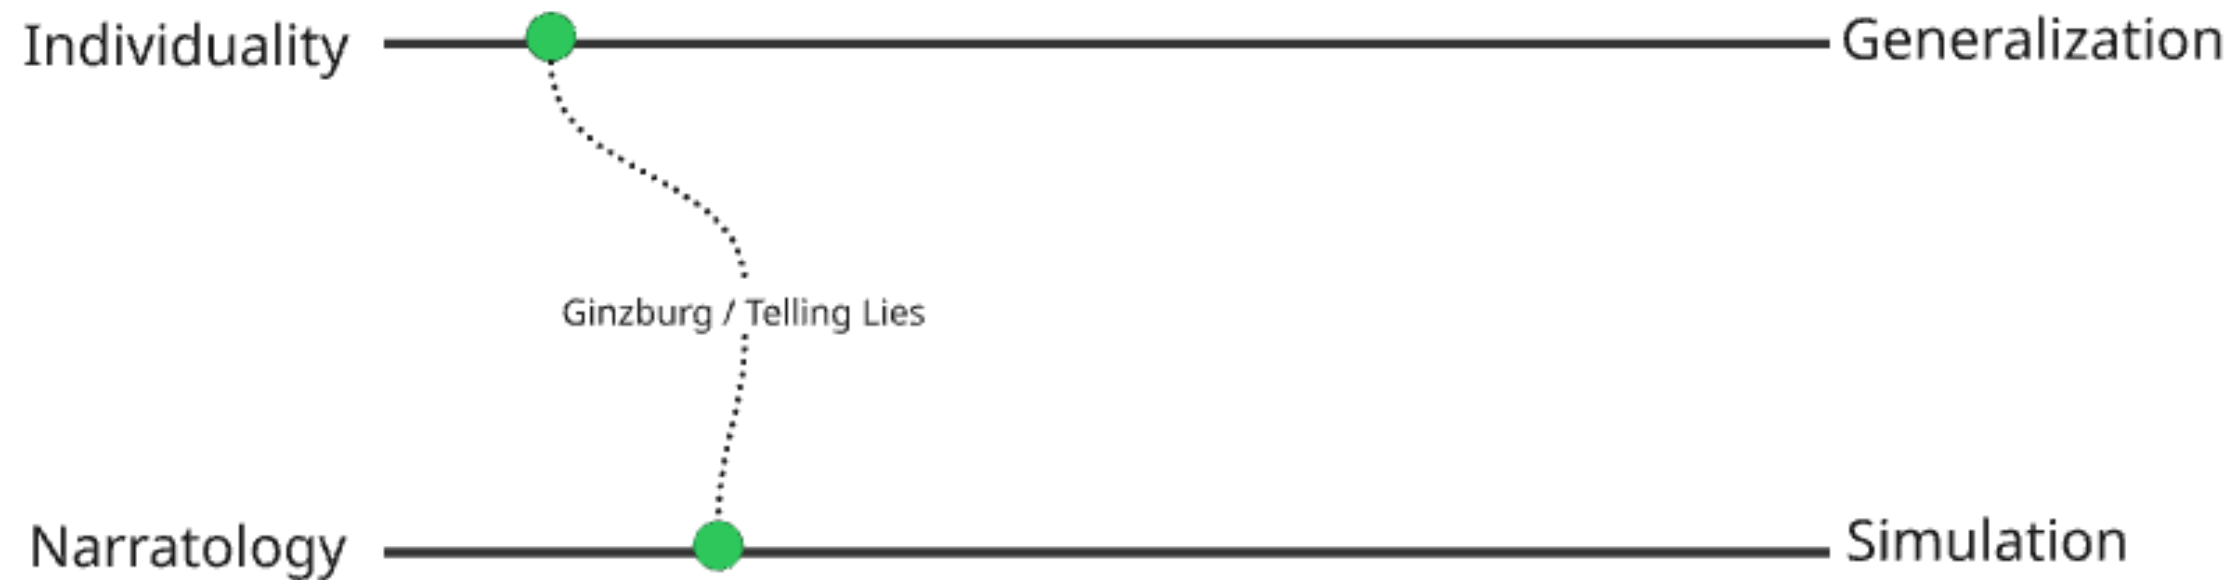 Individuality
Generalization
Ginzburg / Telling Lies
Narratology
Simulation